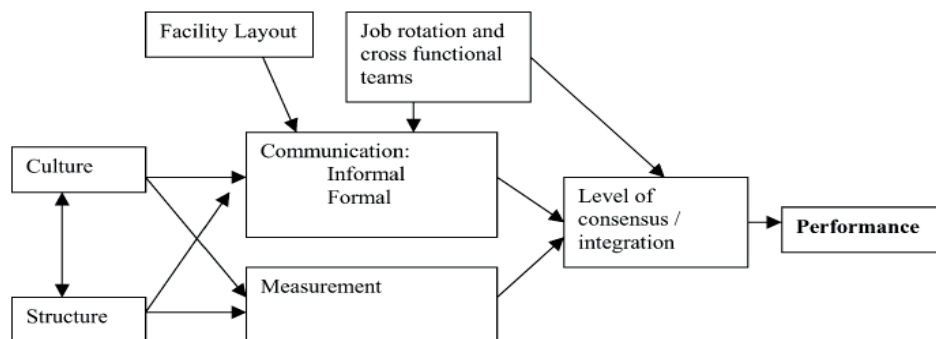 Facility Layout
Job rotation and
cross functional
teams
Culture
Communication:
Informal
Formal
Level of
consensus /
integration
Performance
Structure
Measurement